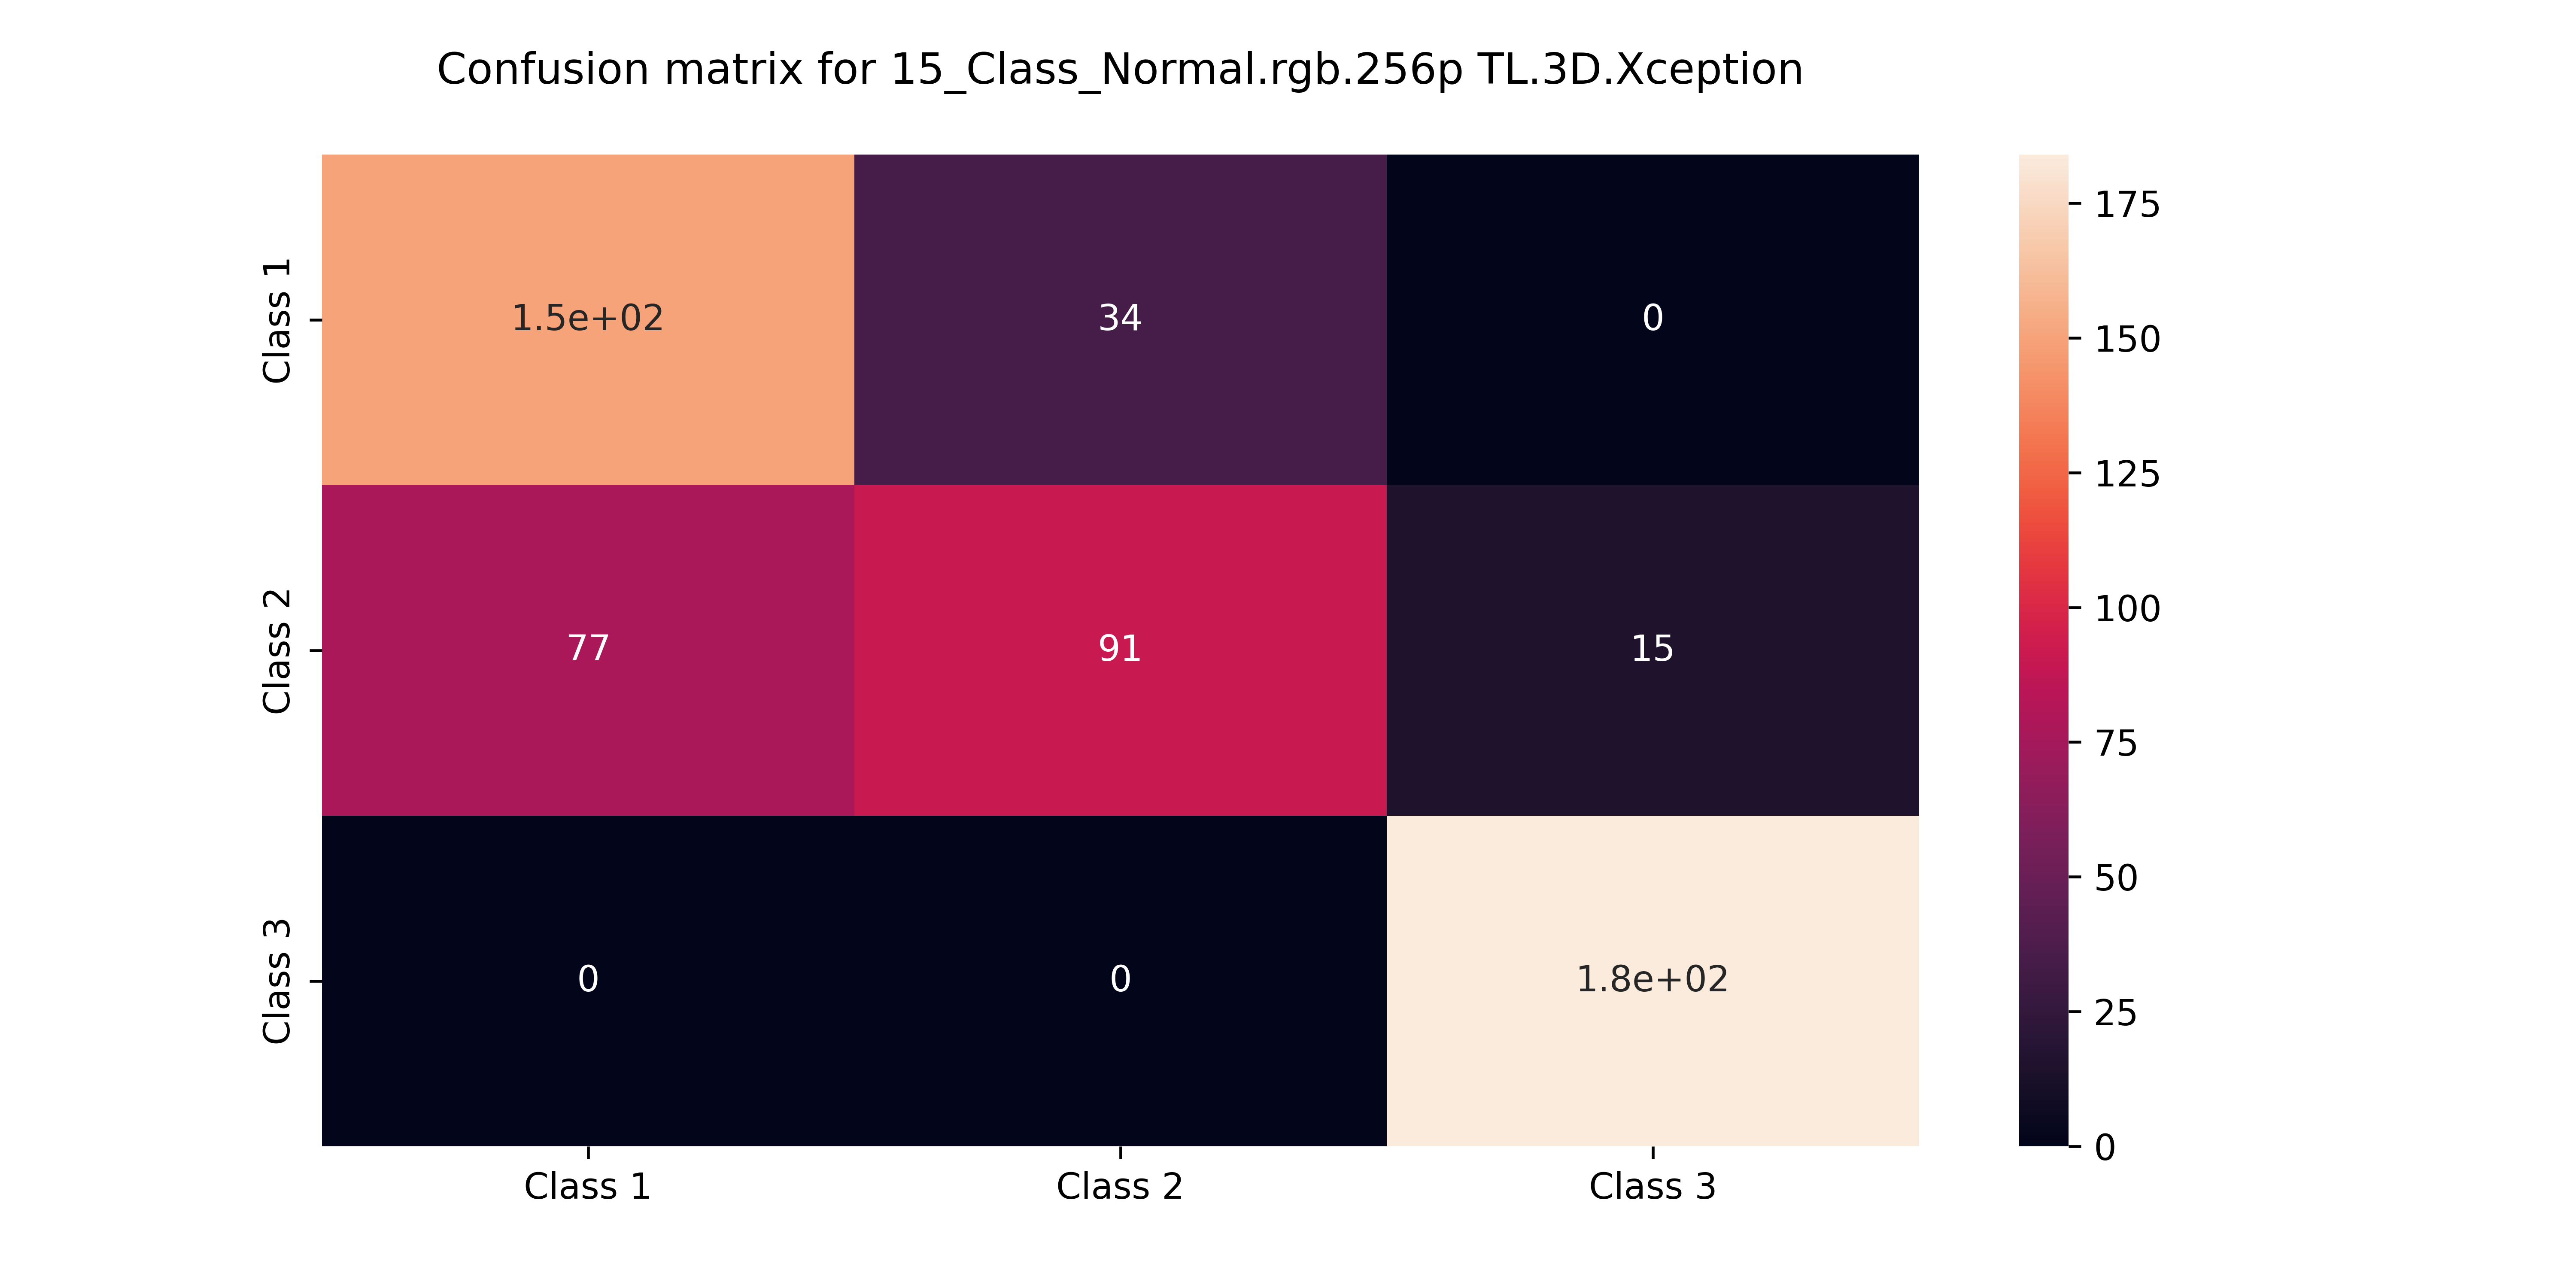 Confusion matrix for 15_Class_Normal.rgb.256p TL.3D.Xception
Class 1
1.5e+02 34 0
Class 2
77 91 15
Class 3
0 0 1.8e+02
Class 1 Class 2 Class 3
175
150
125
100
75
50
25
0